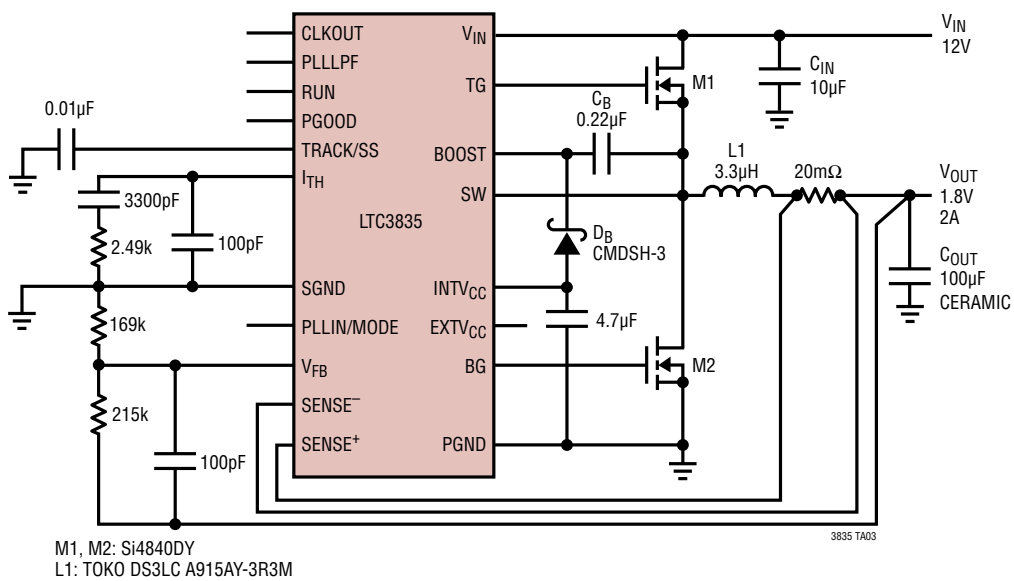 CLKOUT
PLLLPF
RUN
PGOOD
TRACK/SS
ITH
SGND
PLLIN/MODE
VFB
SENSE–
SENSE+
LTC3835
VIN
TG
BOOST
SW
INTVCC
EXTVCC
BG
PGND
0.01µF
3300pF
2.49k
100pF
169k
215k
100pF
CB
0.22µF
DB
CMDSH-3
4.7µF
M1
M2
L1
3.3µH
20mΩ
VIN
12V
CIN
10µF
VOUT
1.8V
2A
COUT
100µF
CERAMIC
3835 TA03
M1, M2: Si4840DY
L1: TOKO DS3LC A915AY-3R3M